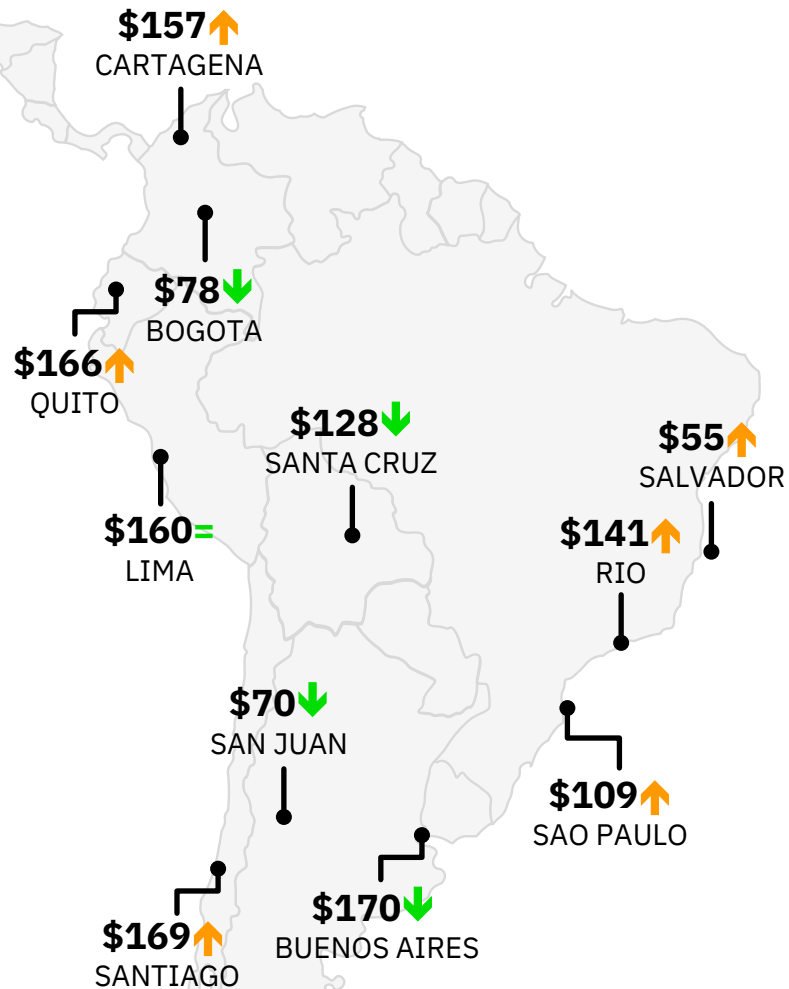 $157
CARTAGENA
$78
BOGOTA
$166
QUITO
$128
SANTA CRUZ
$55
SALVADOR
$160=
LIMA
$141
RIO
$70
SAN JUAN
$109
SAO PAULO
$170
BUENOS AIRES
$169
SANTIAGO